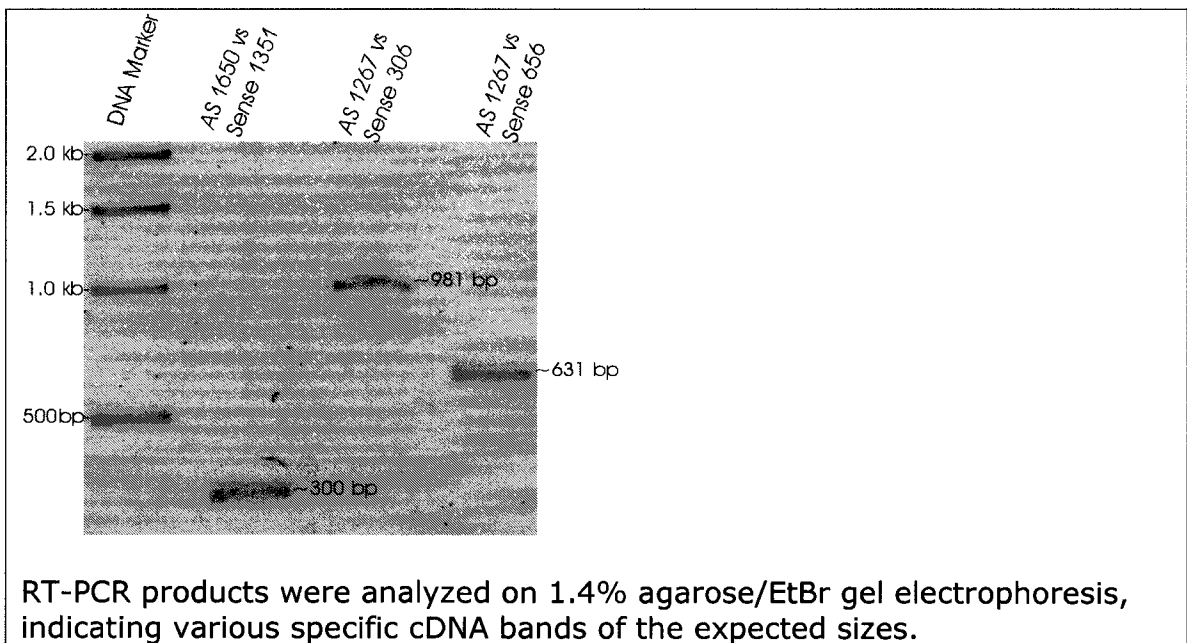 DNA Marker
AS 1650 vs
Sense 1351
AS 1267 vs
Sense 306
AS 1267 vs
Sense 656
2.0 kb
1.5 kb
1.0 kb
~981 bp
~631 bp
500bp
~300 bp
RT-PCR products were analyzed on 1.4% agarose/EtBr gel electrophoresis,
indicating various specific cDNA bands of the expected sizes.